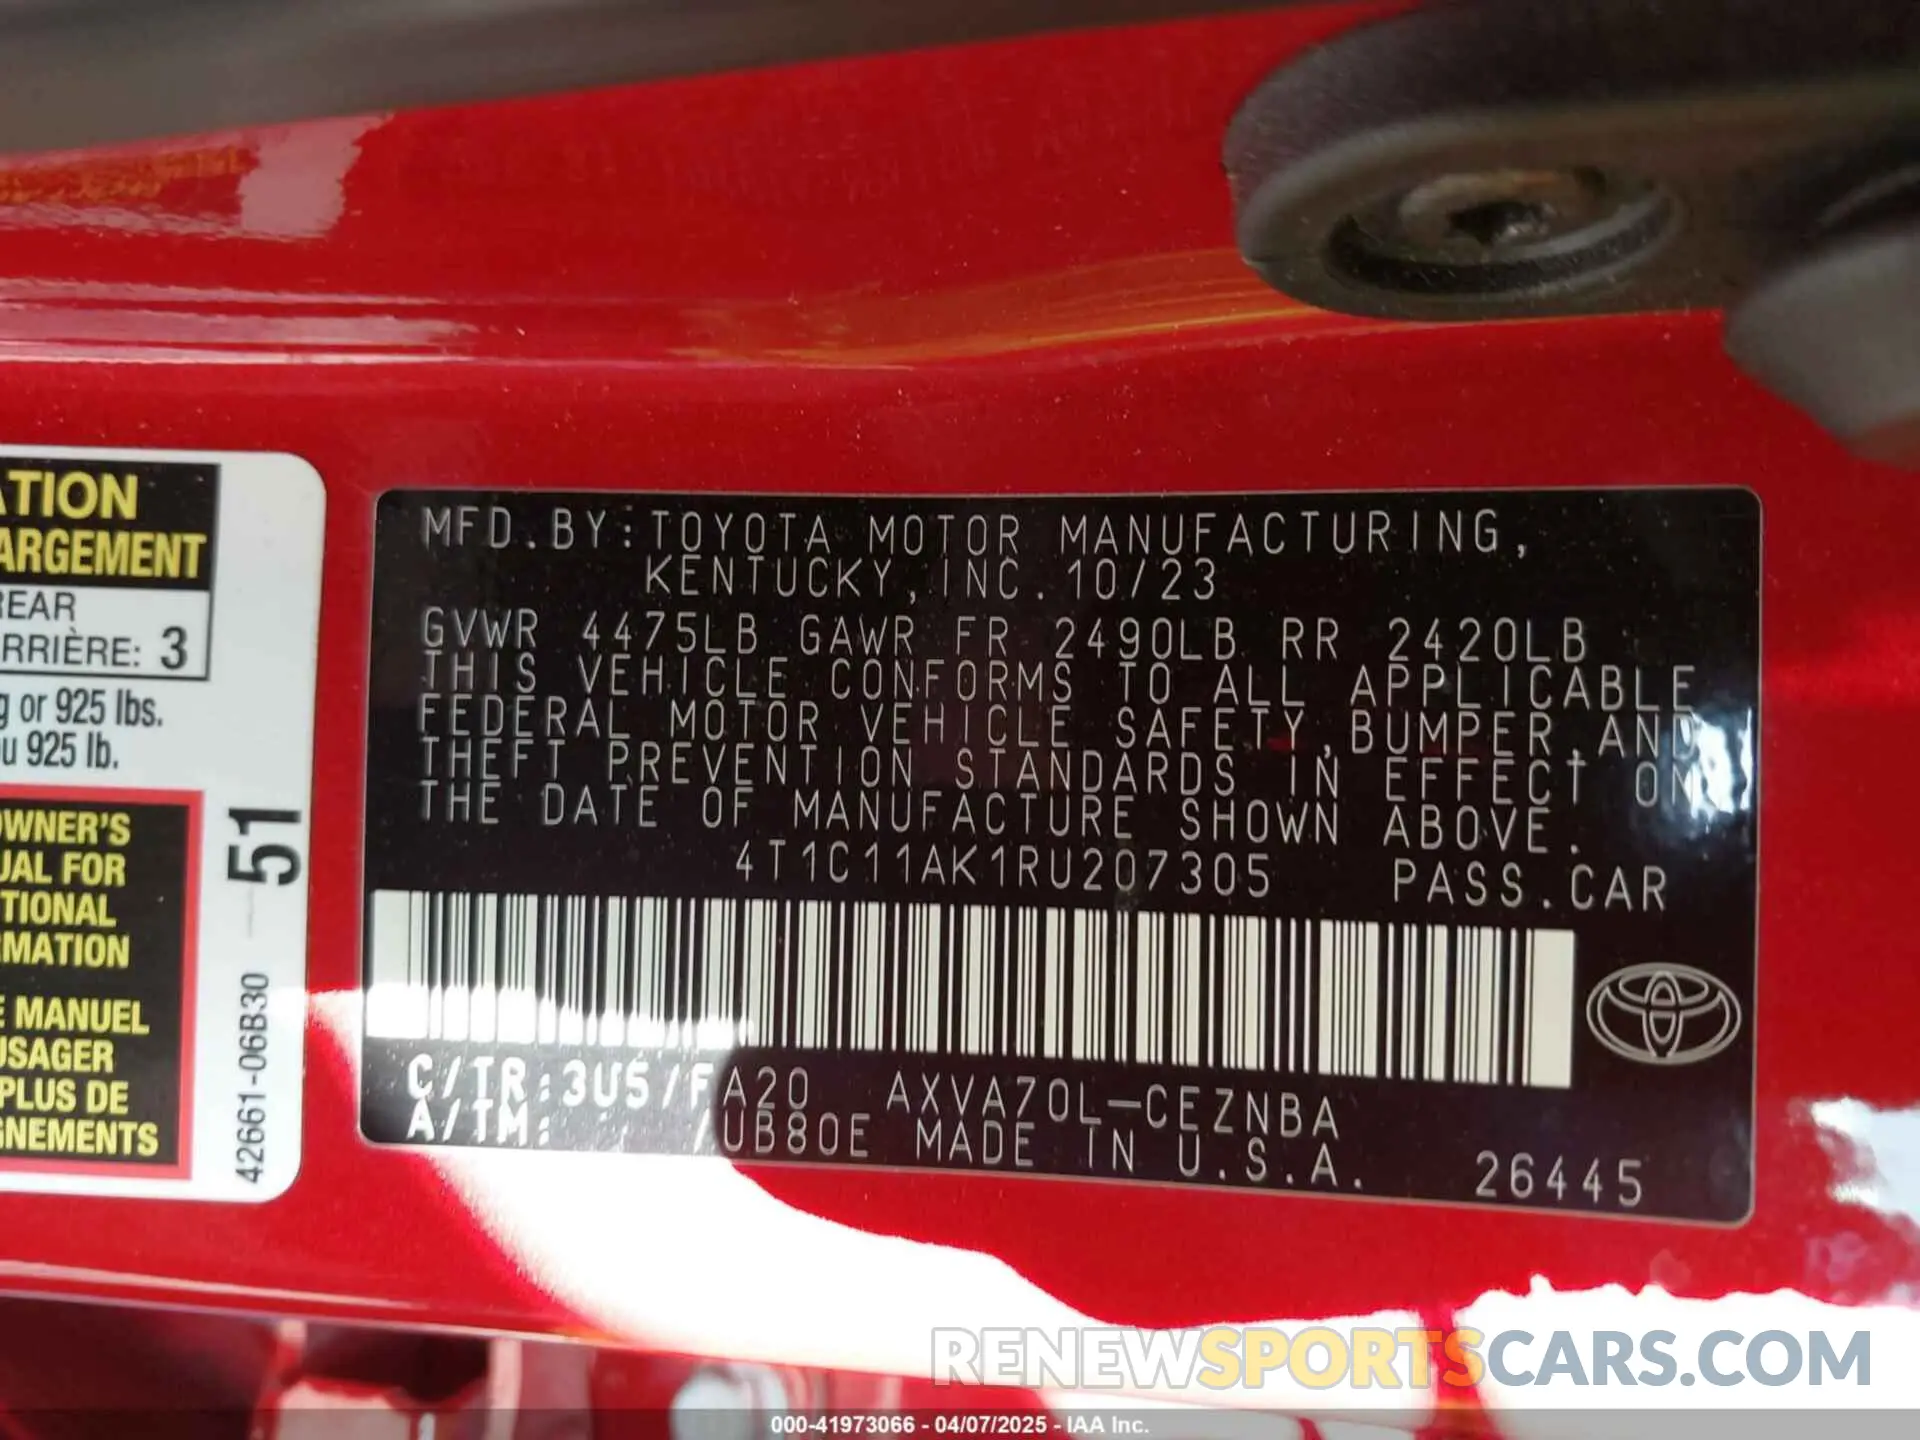 ATION
ARGEMENT
REAR
ARRIÈRE: 3
g or 925 lbs.
u 925 lb.
OWNER'S
UAL FOR
TIONAL
RMATION
E MANUEL
USAGER
PLUS DE
GNEMENTS
51
42661-06B30
MFD.BY:TOYOTA MOTOR MANUFACTURING,
KENTUCKY,INC.10/23
GVWR 4475LB GAWR FR 2490LB RR 2420LB
THIS VEHICLE CONFORMS TO ALL APPLICABLE
FEDERAL MOTOR VEHICLE SAFETY,BUMPER,AND
THEFT PREVENTION STANDARDS IN EFFECT ON
THE DATE OF MANUFACTURE SHOWN ABOVE.
4T1C11AK1RU207305 PASS.CAR
C/TR:3U5/FA20 AXVA70L-CEZNBA
A/TM: /UB80E MADE IN U.S.A. 26445
RENEWSPORTSCARS.COM
000-41973066 - 04/07/2025 - IAA Inc.